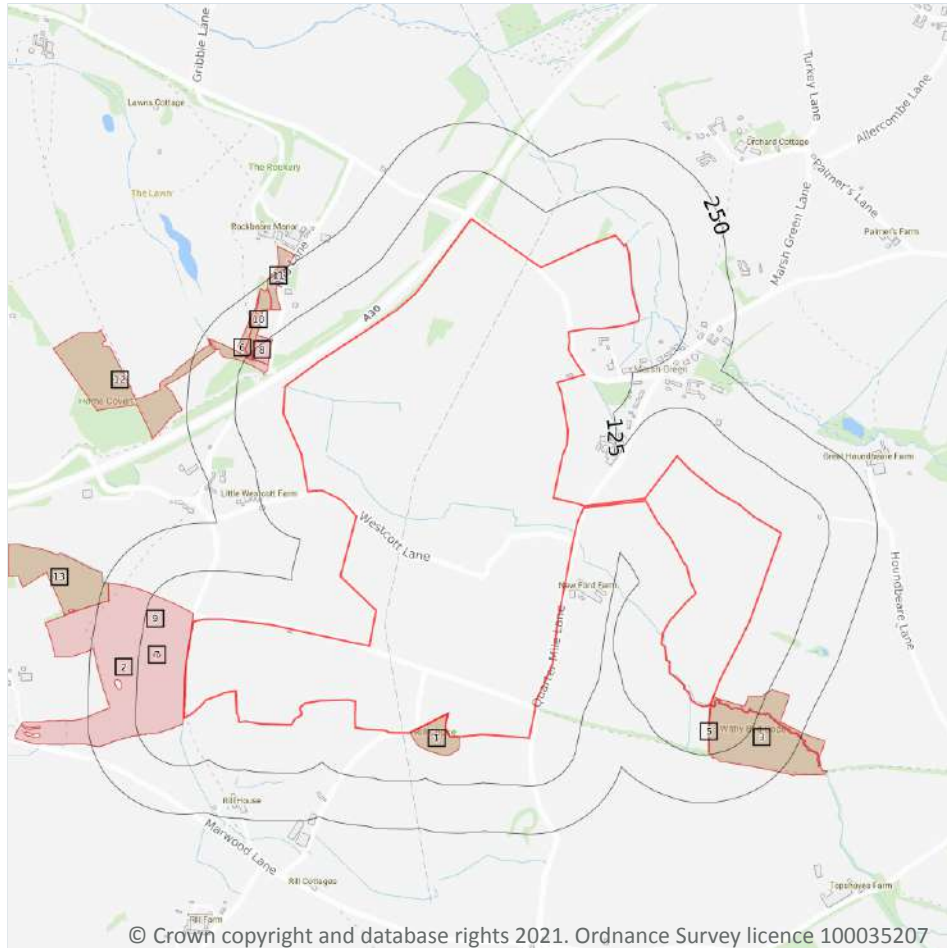 Gribble Lane
Turkey Lane
Allercombe Lane
Lawns Cottage
Orchard Cottage
The Rookery
Palmer's Lane
The Lawn
250
Marsh Green Lane
Rockbeare Manor
Palmer's Farm
Lane
11
A30
10
6
8
Marsh Green
12
125
Great Houndbeare Farm
Little Westcott Farm
Westcott Lane
Houndbeare Lane
13
New Ford Farm
9
Quarter Mile Lane
2
5
1
Rill House
Marwood Lane
Rill Cottages
Topshayes Farm
Rill Farm
© Crown copyright and database rights 2021. Ordnance Survey licence 100035207